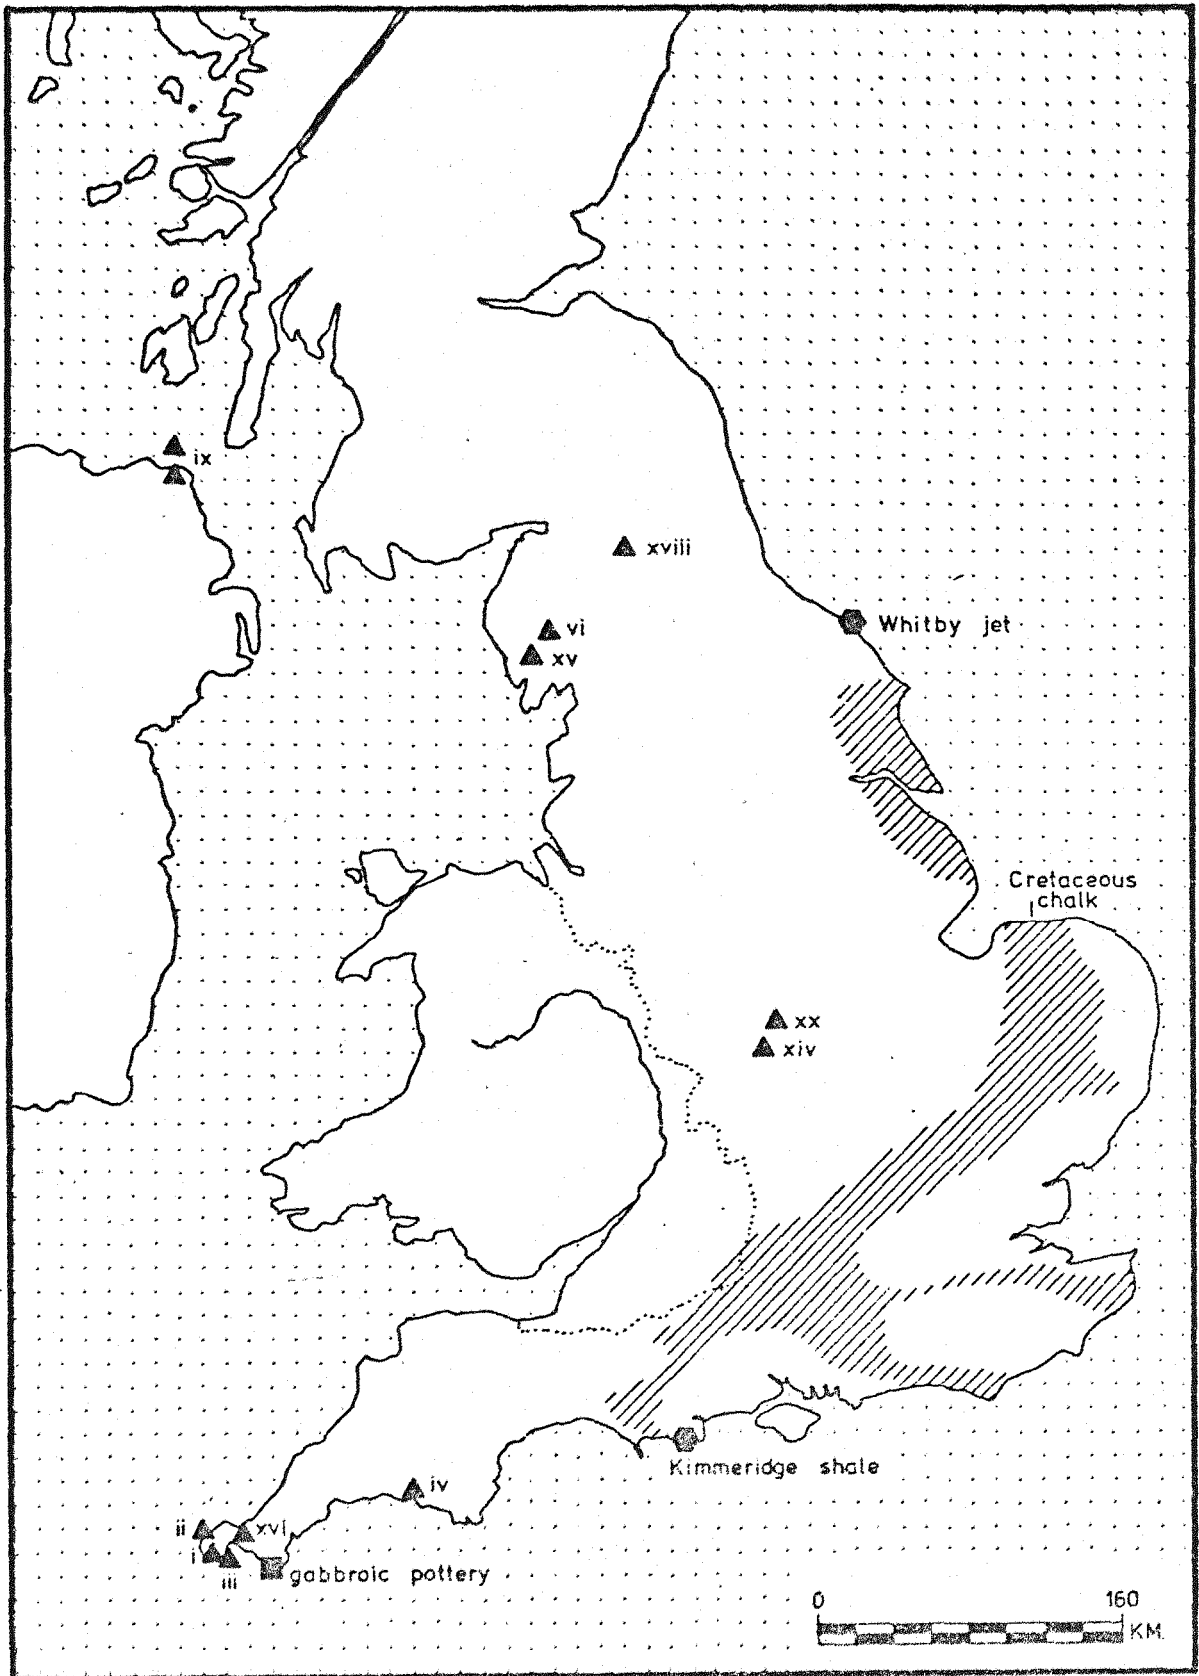 ix
xviii
Whitby jet
vi
xv
Cretaceous
chalk
xx
xiv
Kimmeridge shale
iv
ii
xvi
i
iii
gabbroic pottery
0 160
KM.